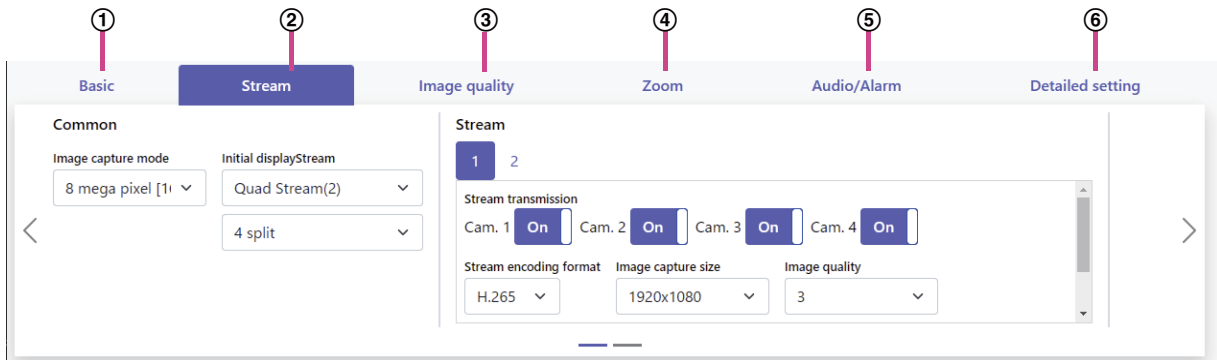 ① ② ③ ④ ⑤ ⑥
Basic Stream Image quality Zoom Audio/Alarm Detailed setting
Common Stream
Image capture mode Initial displayStream 1 2
8 mega pixel [1 Quad Stream(2)
Stream transmission
4 split Cam. 1 On Cam. 2 On Cam. 3 On Cam. 4 On
Stream encoding format Image capture size Image quality
H.265 1920x1080 3